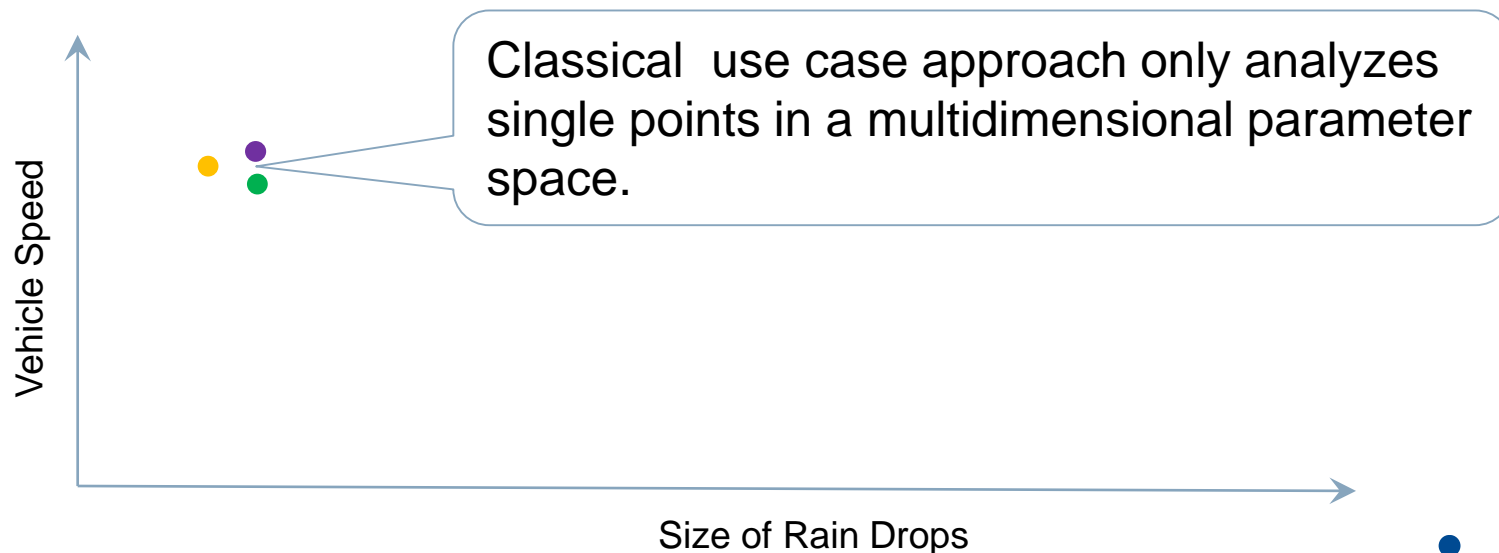 Classical  use case approach only analyzes
single points in a multidimensional parameter
space.
Vehicle Speed
Size of Rain Drops